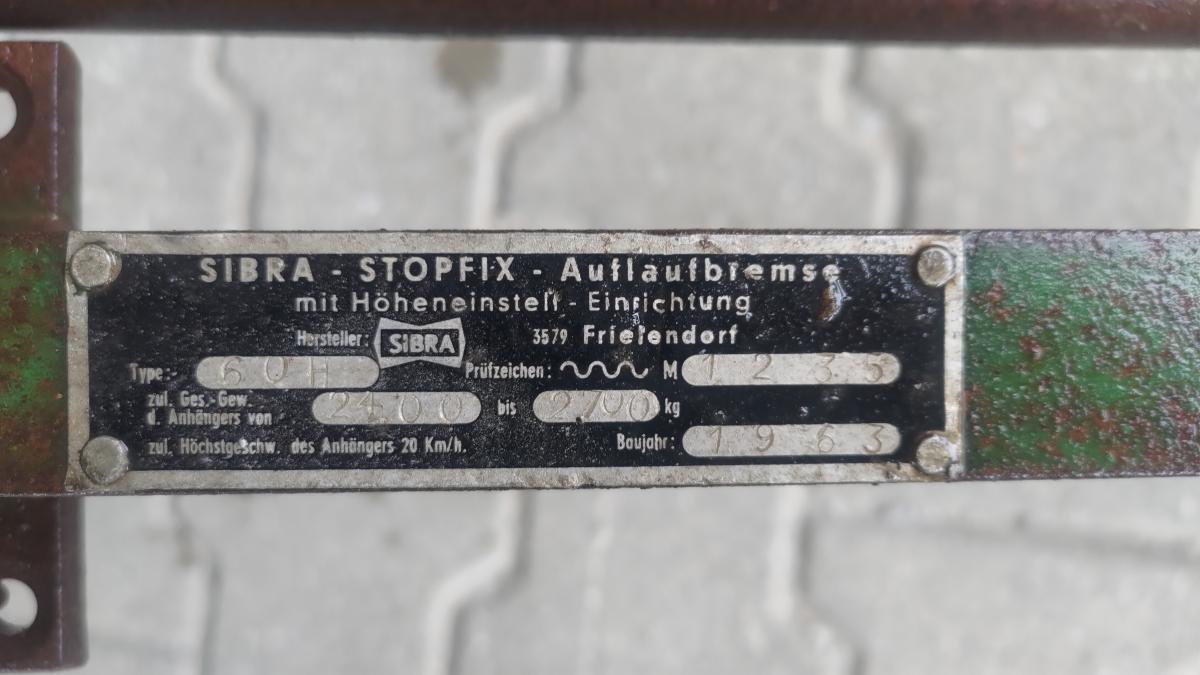 SIBRA - STOPFIX - Auflaufbremse
mit Höheneinstell - Einrichtung
Hersteller: SIBRA 3579 Frielendorf
Type:- 60H Prüfzeichen: M 1235
zul. Ges.-Gew. d. Anhängers von 2400 bis 2700 kg
zul. Höchstgeschw. des Anhängers 20 Km/h. Baujahr: 1963